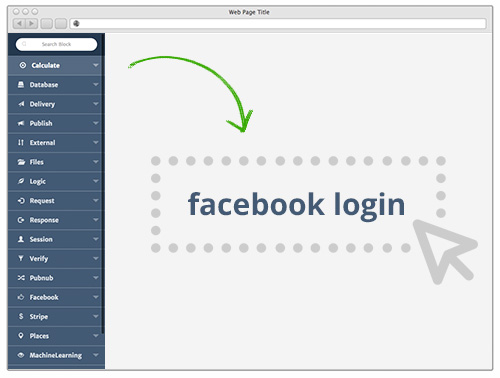 Web Page Title
Search Block
Calculate
Database
Delivery
Publish
External
Files
Logic
Request
Response
Session
Verify
Pubnub
Facebook
Stripe
Places
MachineLearning
facebook login